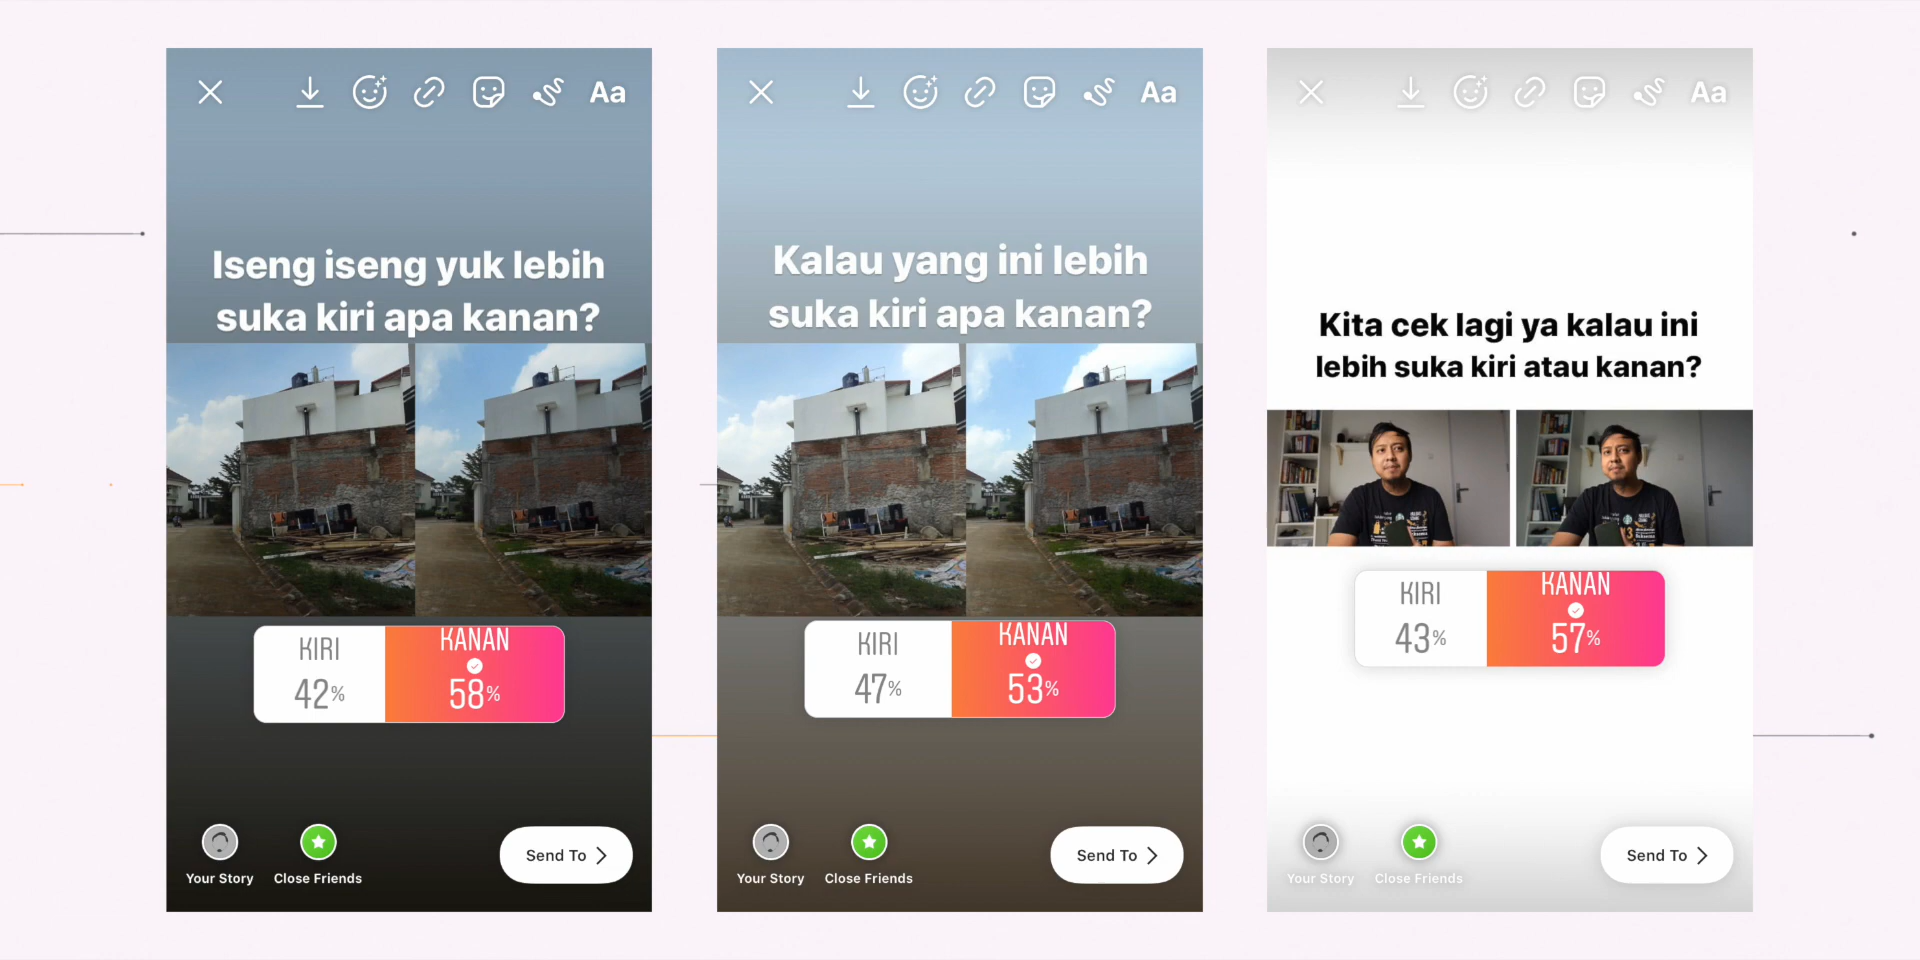 Aa
Iseng iseng yuk lebih
suka kiri apa kanan?
KIRI
42%
KANAN
58%
Your Story
Close Friends
Send To
Aa
Kalau yang ini lebih
suka kiri apa kanan?
KIRI
47%
KANAN
53%
Your Story
Close Friends
Send To
Aa
Kita cek lagi ya kalau ini
lebih suka kiri atau kanan?
KIRI
43%
KANAN
57%
Your Story
Close Friends
Send To